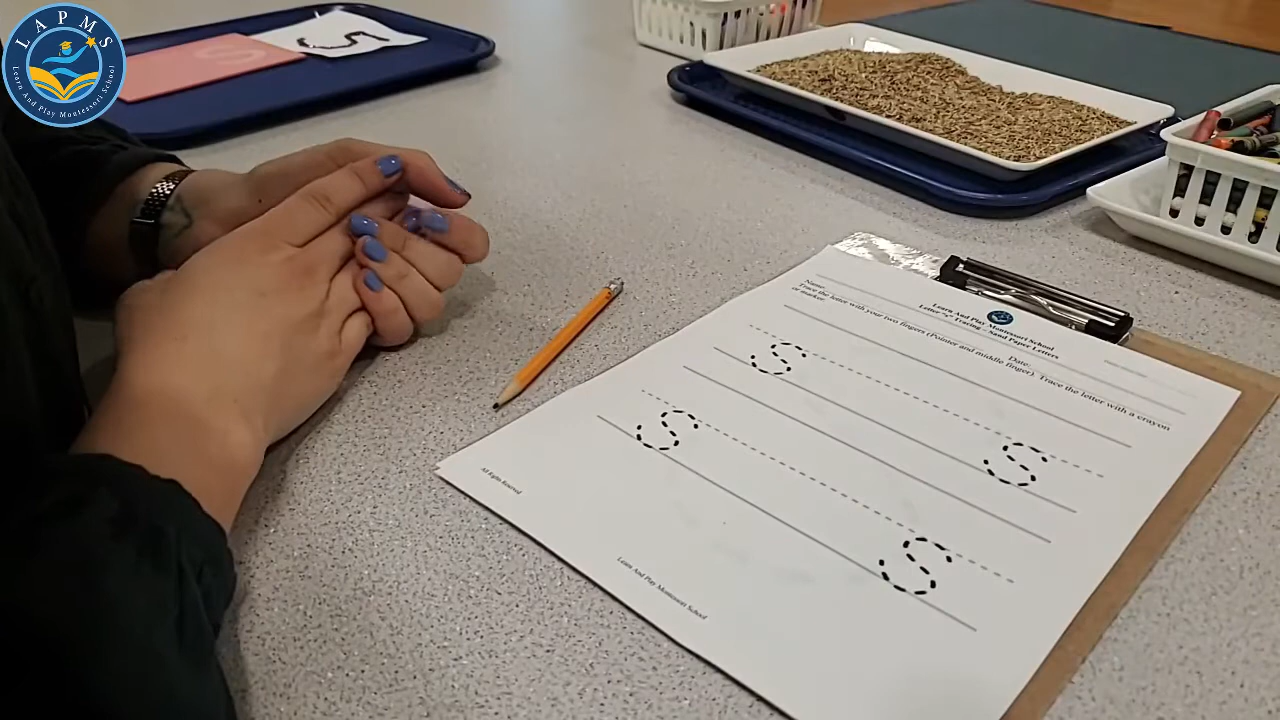 LAPMS
Learn And Play Montessori School
S
S
Learn And Play Montessori School
Letter "s" Tracing – Sand Paper Letters
Name:
Date:
Trace the letter with your two fingers (Pointer and middle finger). Trace the letter with a crayon
or marker.
S S
S S
All Rights Reserved
Learn And Play Montessori School